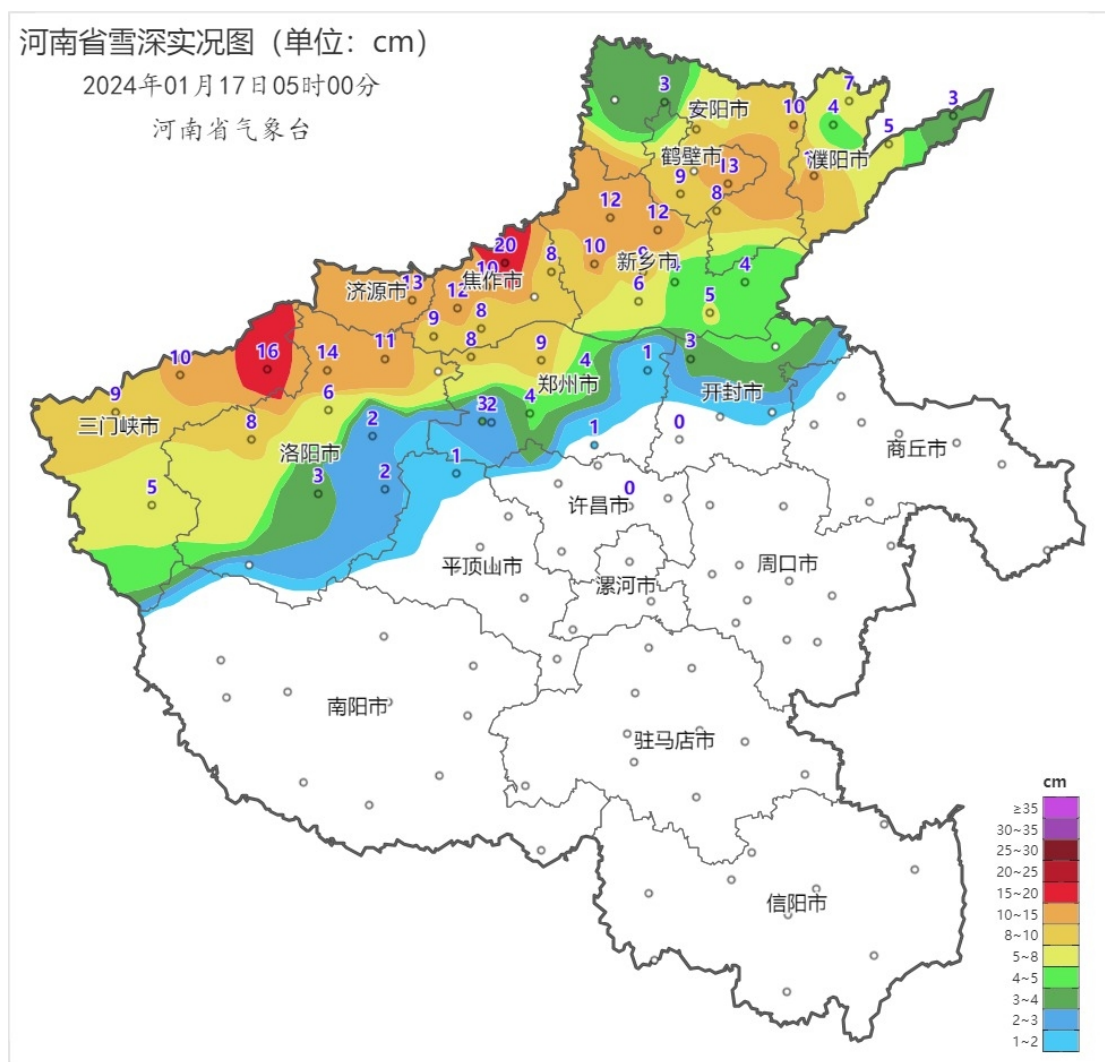 河南省雪深实况图（单位：cm）
2024年01月17日05时00分
河南省气象台
3
7
安阳市
10
4
3
5
鹤壁市
濮阳市
13
9
8
12
12
20
8
10
新乡市
4
4
10
焦作市
济源市
13
12
6
5
8
9
8
9
3
1
16
14
11
10
4
郑州市
开封市
9
6
4
三门峡市
8
2
3
2
1
0
商丘市
洛阳市
3
2
1
5
0
许昌市
平顶山市
漯河市
周口市
南阳市
驻马店市
信阳市
cm
≥35
30~35
25~30
20~25
15~20
10~15
8~10
5~8
4~5
3~4
2~3
1~2